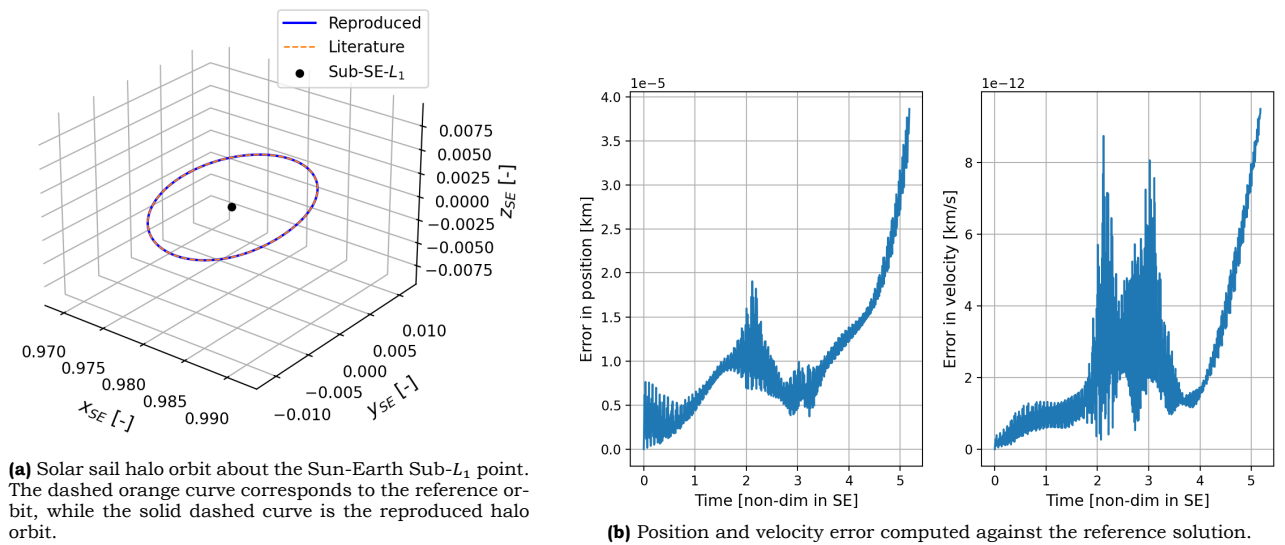 Reproduced
Literature
Sub-SE-L₁
0.0075
0.0050
0.0025
0.0000
−0.0025
−0.0050
−0.0075
z_SE [-]
0.970
0.975
0.980
0.985
0.990
x_SE [-]
−0.010
−0.005
0.000
0.005
0.010
y_SE [-]
(a) Solar sail halo orbit about the Sun-Earth Sub-L₁ point.
The dashed orange curve corresponds to the reference or-
bit, while the solid dashed curve is the reproduced halo
orbit.
1e−5
4.0
3.5
3.0
2.5
2.0
1.5
1.0
0.5
0.0
Error in position [km]
0 1 2 3 4 5
Time [non-dim in SE]
1e−12
8
6
4
2
0
Error in velocity [km/s]
0 1 2 3 4 5
Time [non-dim in SE]
(b) Position and velocity error computed against the reference solution.